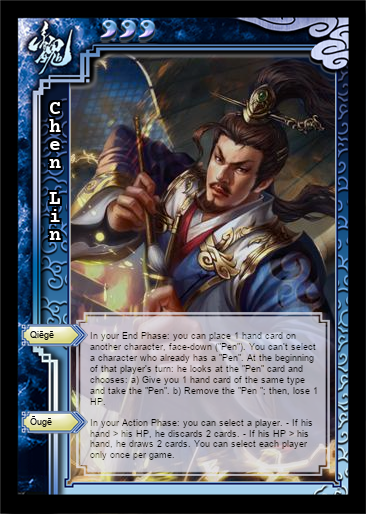 魏
Chen Lin
Qiēgē
In your End Phase: you can place 1 hand card on
another character, face-down ("Pen"). You can't select
a character who already has a "Pen". At the beginning
of that player's turn: he looks at the "Pen" card and
chooses: a) Give you 1 hand card of the same type
and take the "Pen". b) Remove the "Pen "; then, lose 1
HP.
Ōugē
In your Action Phase: you can select a player. - If his
hand > his HP, he discards 2 cards. - If his HP > his
hand, he draws 2 cards. You can select each player
only once per game.